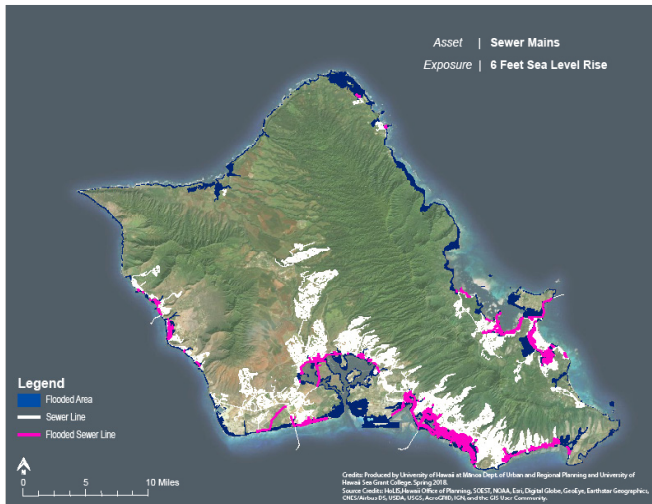 Asset | Sewer Mains
Exposure | 6 Feet Sea Level Rise
Legend
Flooded Area
Sewer Line
Flooded Sewer Line
N
0 5 10 Miles
Credits: Produced by University of Hawaii at Mānoa Dept. of Urban and Regional Planning and University of
Hawaii Sea Grant College. Spring 2018.
Source Credits: HoLIS, Hawaii Office of Planning, SOEST, NOAA, Esri, Digital Globe, GeoEye, Earthstar Geographics,
CNES/Airbus DS, USDA, USGS, AeroGRID, IGN, and the GIS User Community.